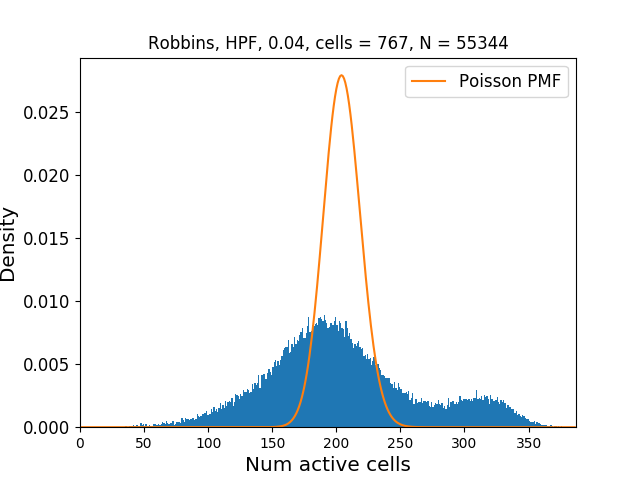 Robbins, HPF, 0.04, cells = 767, N = 55344
Poisson PMF
Density
0.025
0.020
0.015
0.010
0.005
0.000
0 50 100 150 200 250 300 350
Num active cells